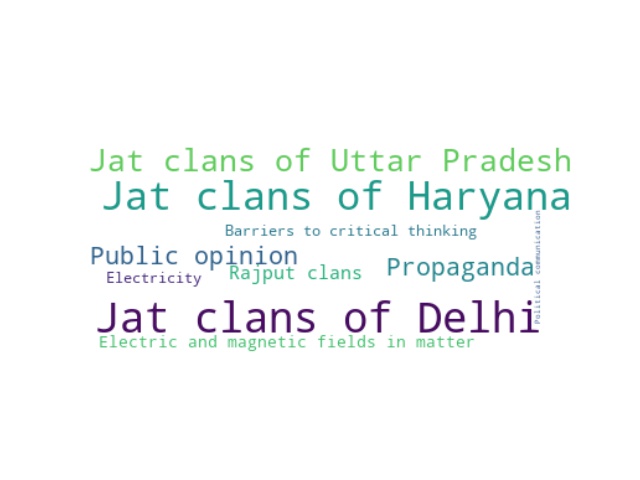 Jat clans of Uttar Pradesh
Jat clans of Haryana
Barriers to critical thinking
Political communication
Public opinion
Propaganda
Rajput clans
Electricity
Jat clans of Delhi
Electric and magnetic fields in matter